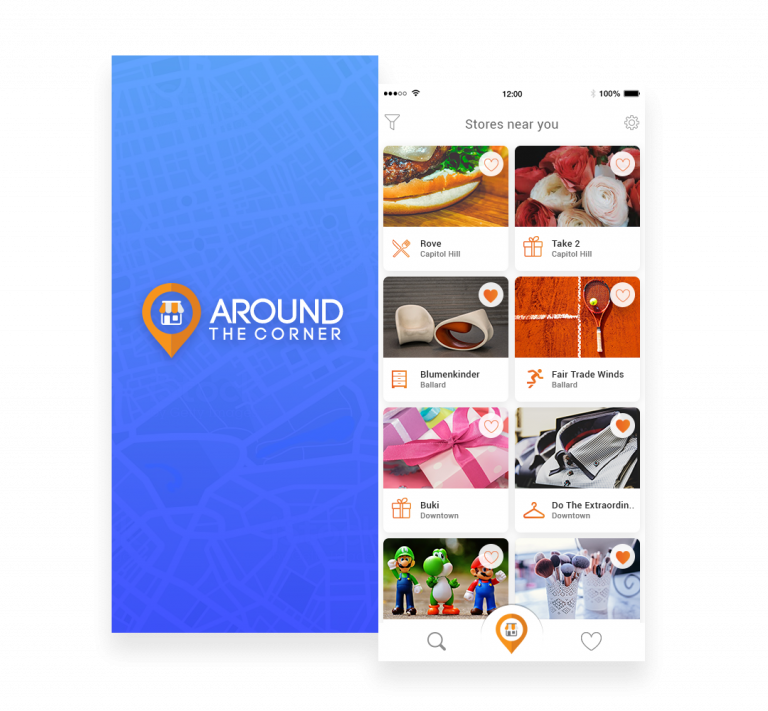 AROUND
THE CORNER
12:00
100%
Stores near you
Rove
Capitol Hill
Take 2
Capitol Hill
Blumenkinder
Ballard
Fair Trade Winds
Ballard
Buki
Downtown
Do The Extraordin..
Downtown